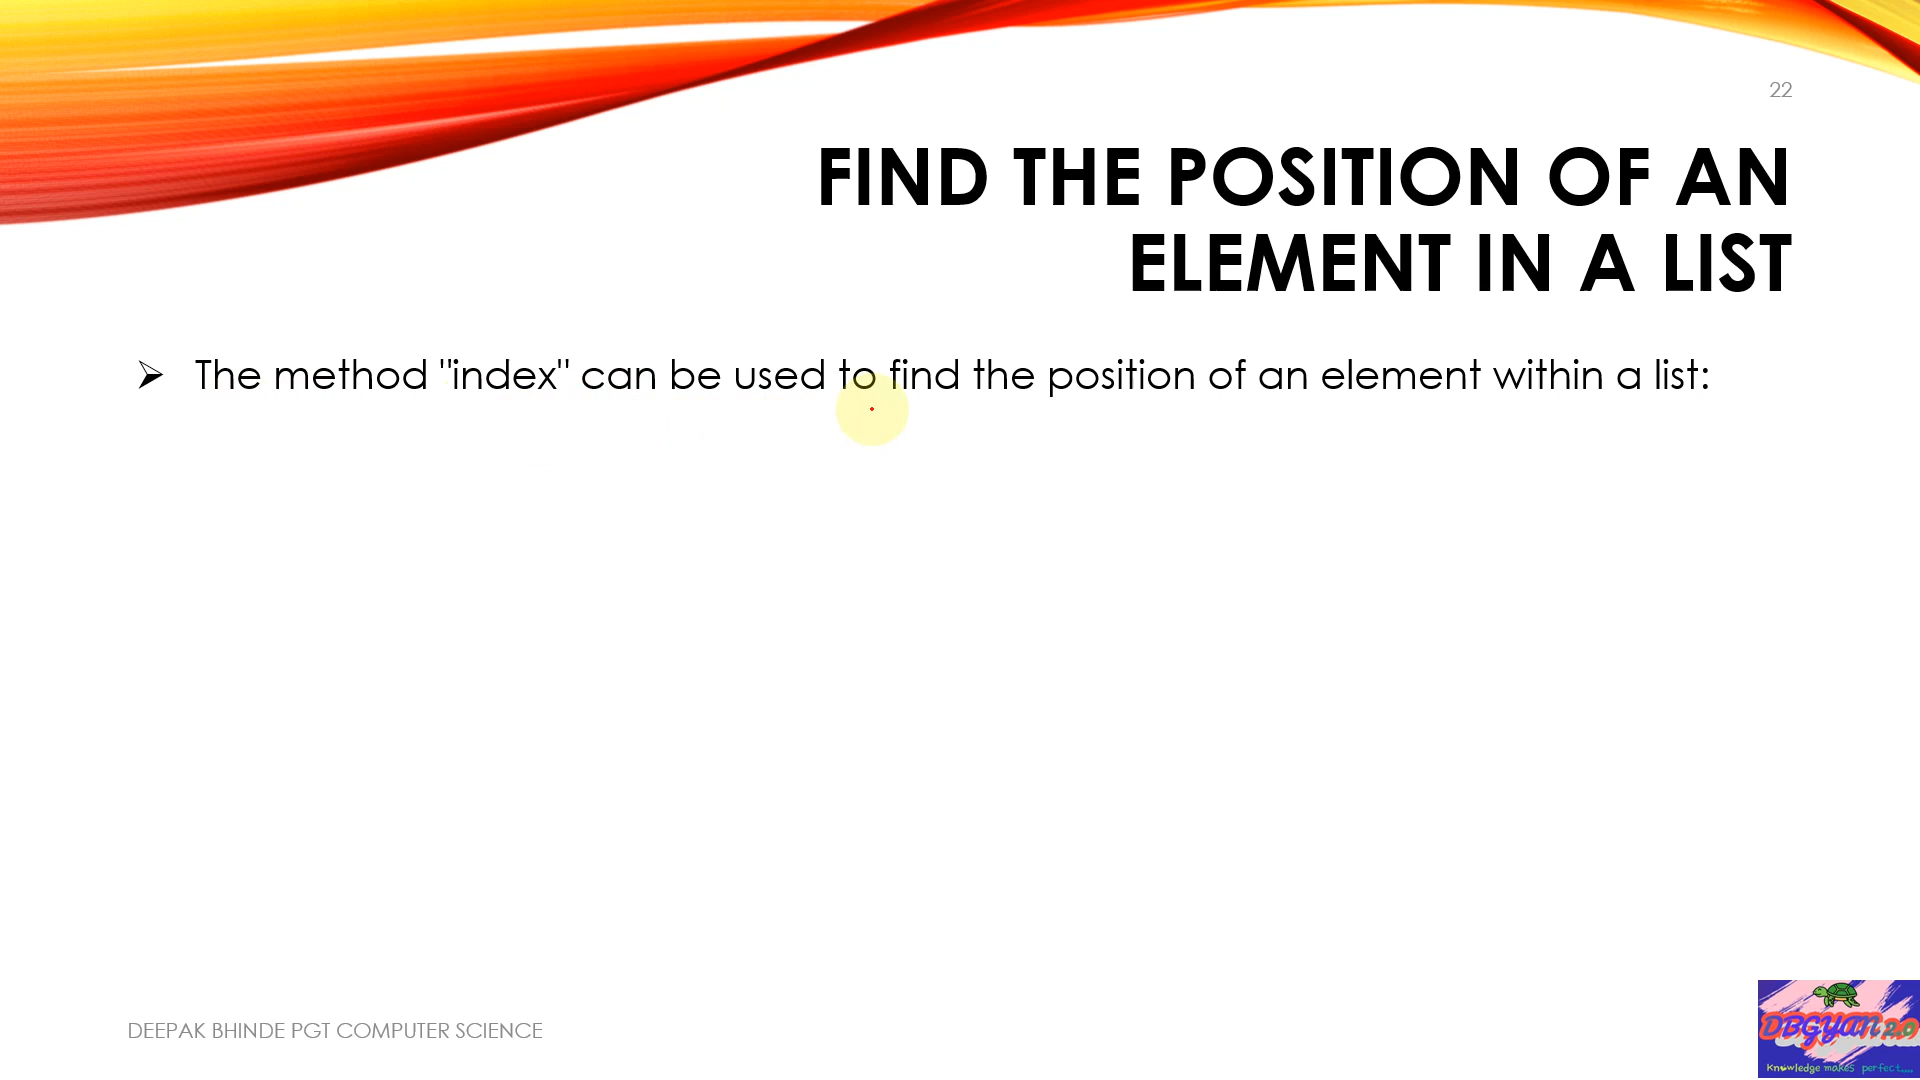 22
FIND THE POSITION OF AN
ELEMENT IN A LIST
➢ The method "index" can be used to find the position of an element within a list:
DEEPAK BHINDE PGT COMPUTER SCIENCE
DBGYAN 2.0
Knowledge makes perfect....